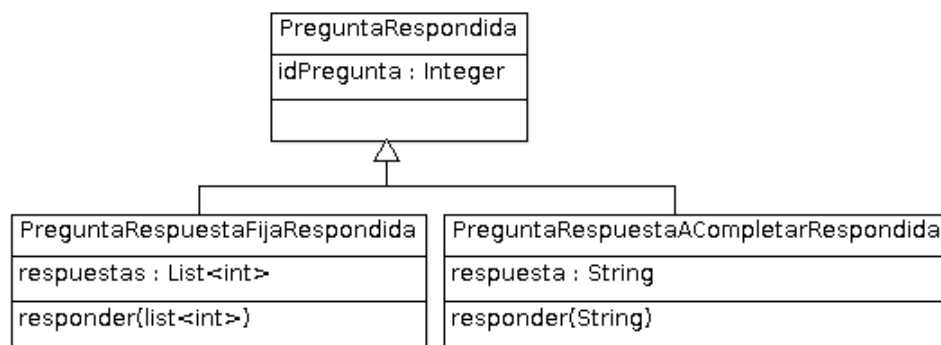 PreguntaRespondida
idPregunta : Integer
PreguntaRespuestaFijaRespondida
respuestas : List<int>
responder(list<int>)
PreguntaRespuestaACompletarRespondida
respuesta : String
responder(String)